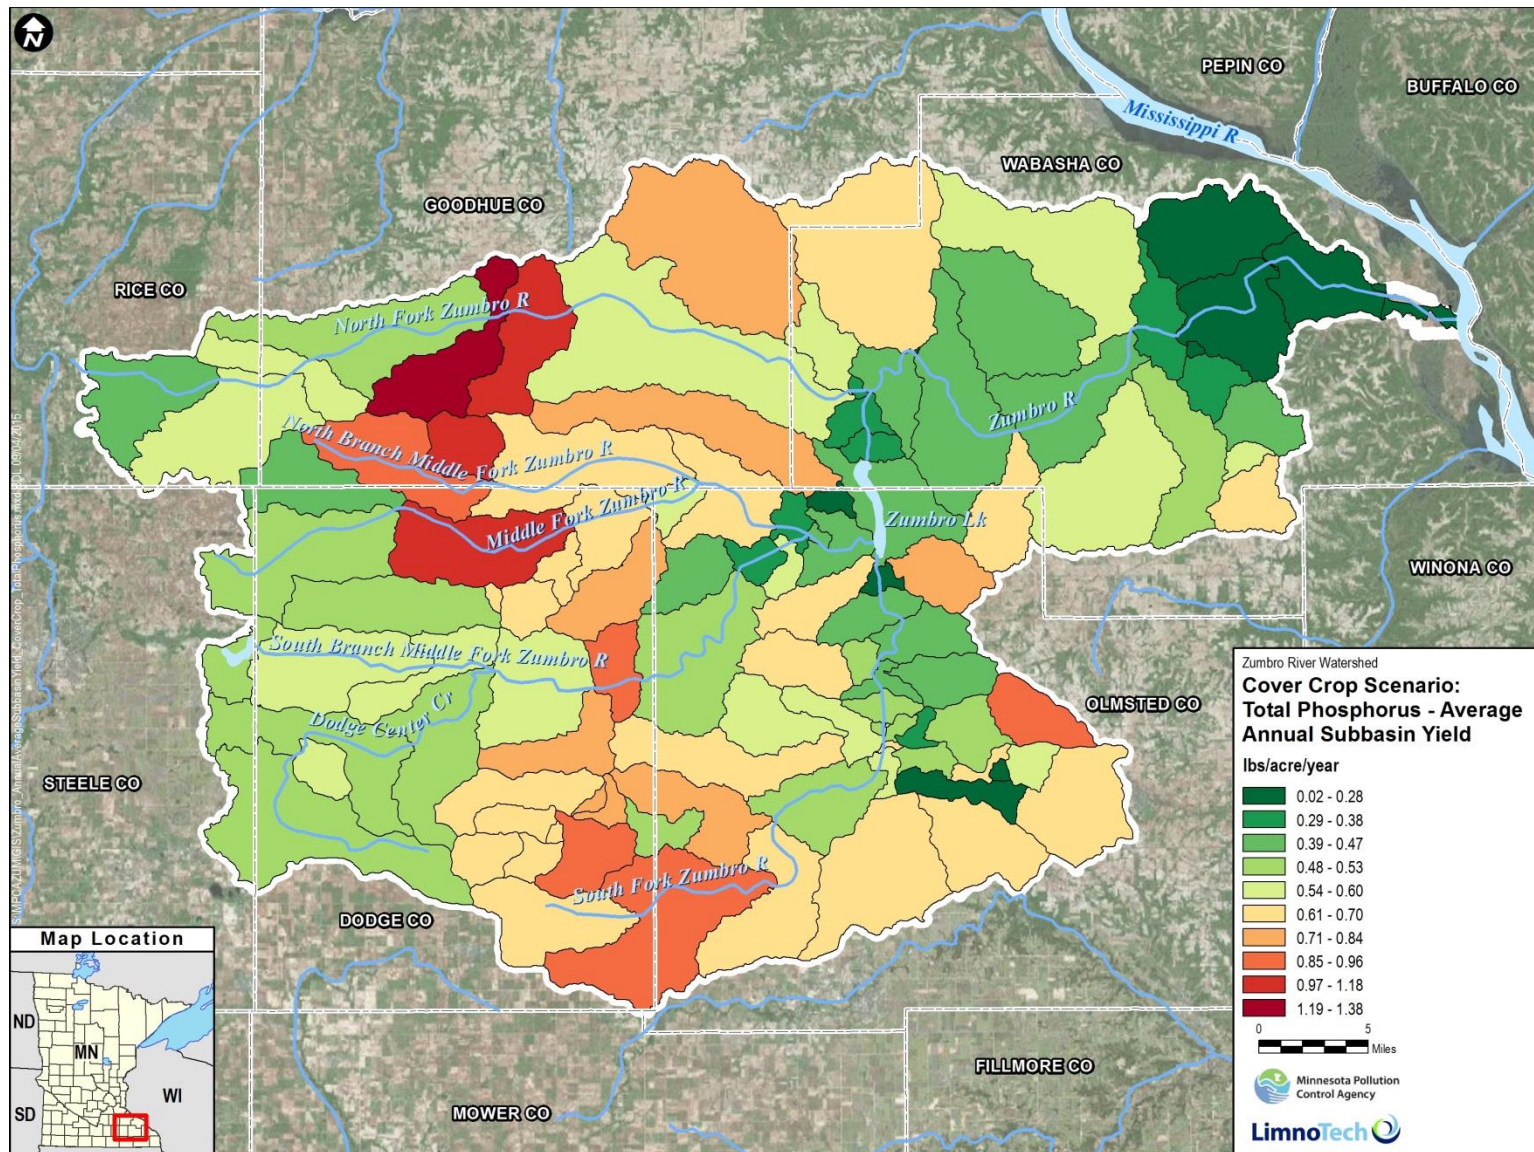 N
PEPIN CO
BUFFALO CO
Mississippi R
WABASHA CO
GOODHUE CO
RICE CO
North Fork Zumbro R
Zumbro R
North Branch Middle Fork Zumbro R
Middle Fork Zumbro R
Zumbro Lk
WINONA CO
South Branch Middle Fork Zumbro R
Dodge Center Cr
OLMSTED CO
STEELE CO
South Fork Zumbro R
DODGE CO
FILLMORE CO
MOWER CO
Zumbro River Watershed
Cover Crop Scenario:
Total Phosphorus - Average
Annual Subbasin Yield
lbs/acre/year
0.02 - 0.28
0.29 - 0.38
0.39 - 0.47
0.48 - 0.53
0.54 - 0.60
0.61 - 0.70
0.71 - 0.84
0.85 - 0.96
0.97 - 1.18
1.19 - 1.38
0 5
Miles
Minnesota Pollution
Control Agency
LimnoTech
Map Location
ND
MN
SD
WI